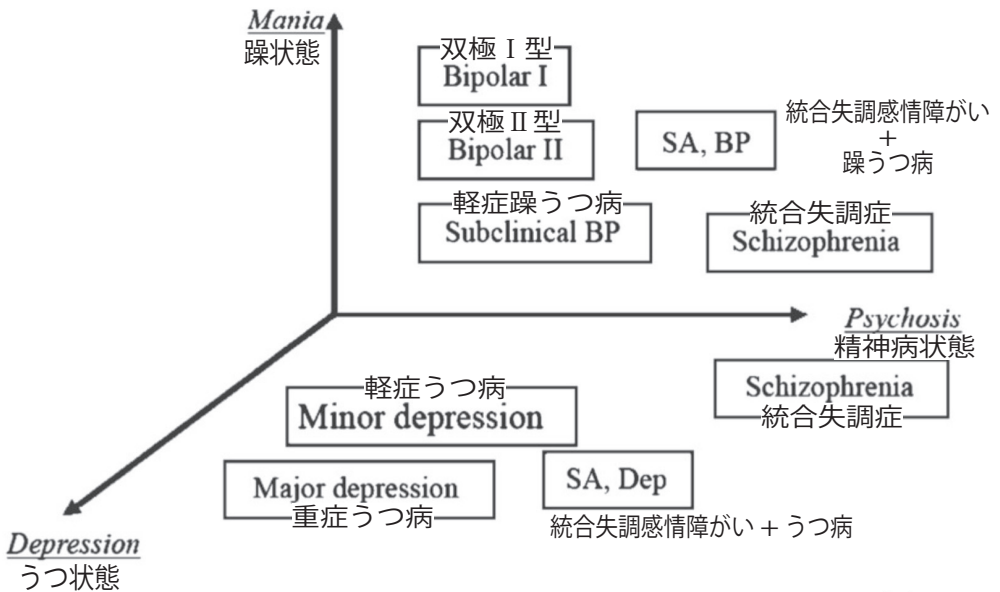 Mania
躁状態
双極Ⅰ型
Bipolar I
双極Ⅱ型
Bipolar II
SA, BP
統合失調感情障がい
+
躁うつ病
軽症躁うつ病
Subclinical BP
統合失調症
Schizophrenia
Psychosis
精神病状態
Schizophrenia
統合失調症
軽症うつ病
Minor depression
Major depression
重症うつ病
SA, Dep
統合失調感情障がい + うつ病
Depression
うつ状態